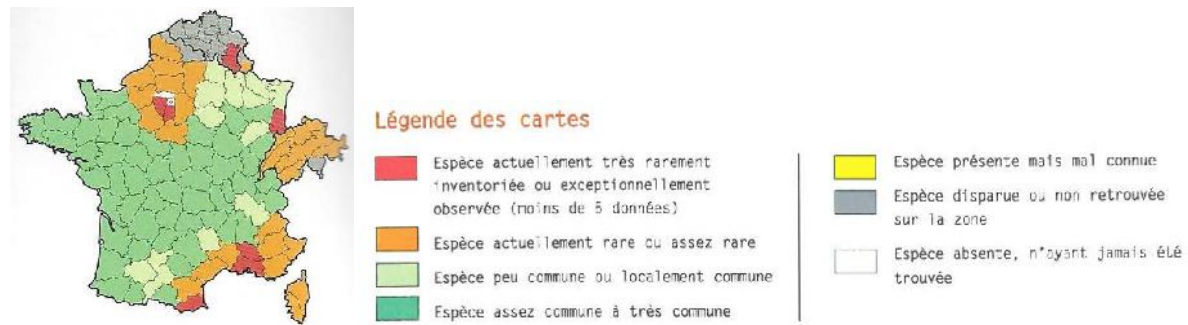 Légende des cartes
Espèce actuellement très rarement
inventoriée ou exceptionnellement
observée (moins de 5 données)
Espèce actuellement rare ou assez rare
Espèce peu commune ou localement commune
Espèce assez commune à très commune
Espèce présente mais mal connue
Espèce disparue ou non retrouvée
sur la zone
Espèce absente, n'ayant jamais été
trouvée